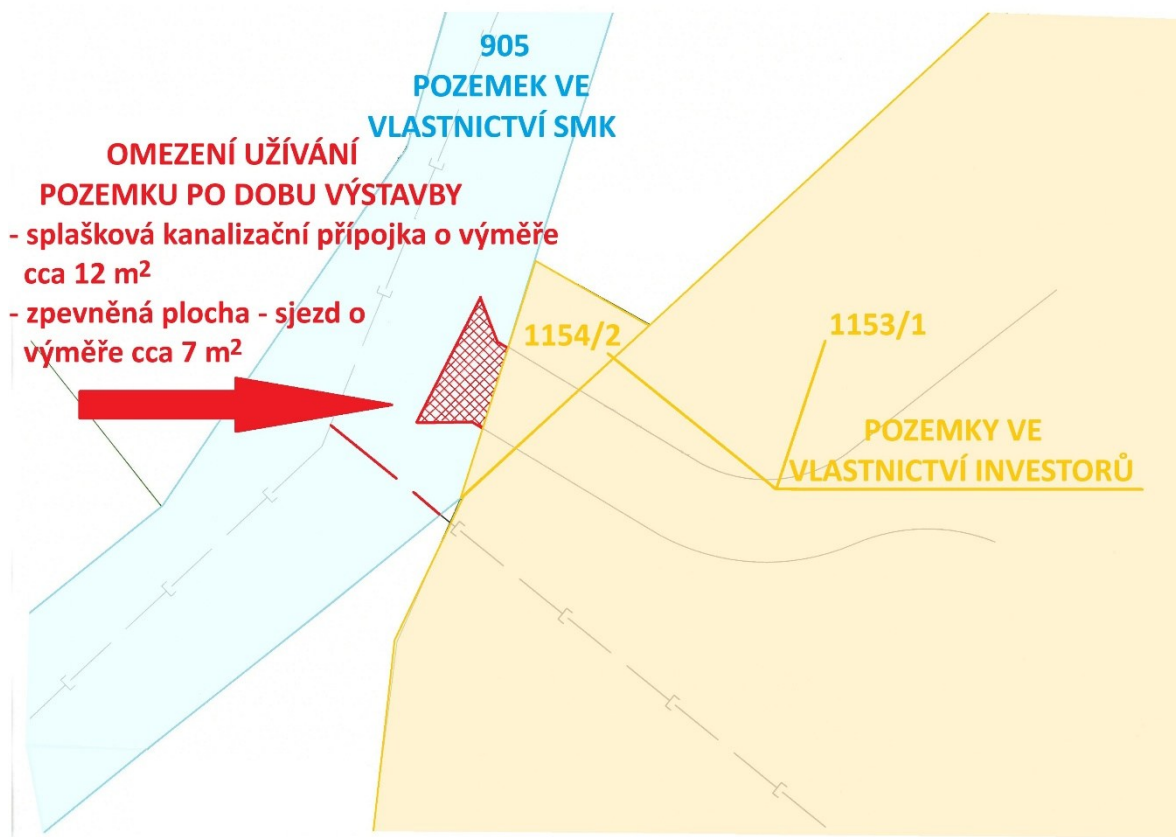 905
POZEMEK VE
VLASTNICTVÍ SMK
OMEZENÍ UŽÍVÁNÍ
POZEMKU PO DOBU VÝSTAVBY
- splašková kanalizační přípojka o výměře
cca 12 m²
- zpevněná plocha - sjezd o
výměře cca 7 m²
1154/2
1153/1
POZEMKY VE
VLASTNICTVÍ INVESTORŮ